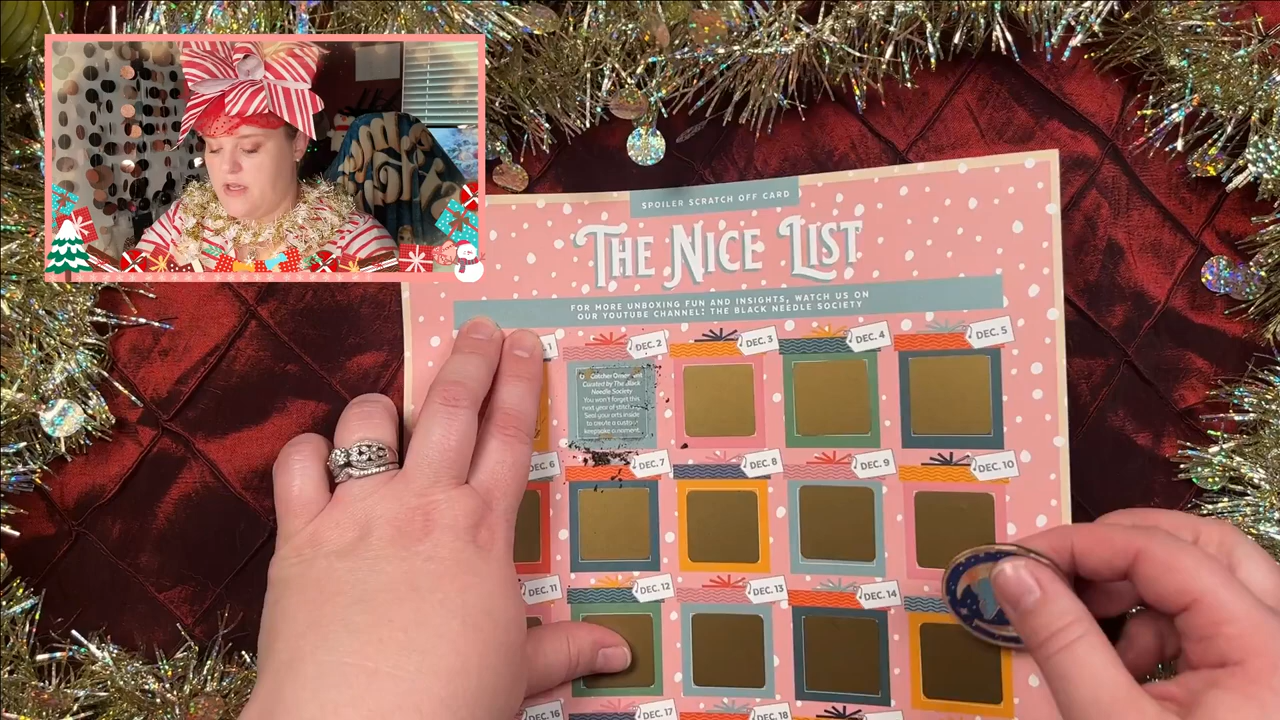 SPOILER SCRATCH OFF CARD
THE NICE LIST
FOR MORE UNBOXING FUN AND INSIGHTS, WATCH US ON
OUR YOUTUBE CHANNEL: THE BLACK NEEDLE SOCIETY
1
DEC. 2
DEC. 3
DEC. 4
DEC. 5
Catcher
Curated by The Black
Needle Society
You won't forget this
next year of
Seal your orts inside
to create a custom
keepsake ornament.
DEC. 6
DEC. 7
DEC. 8
DEC. 9
DEC. 10
DEC. 11
DEC. 12
DEC. 13
DEC. 14
DEC. 16
DEC. 17
DEC. 18